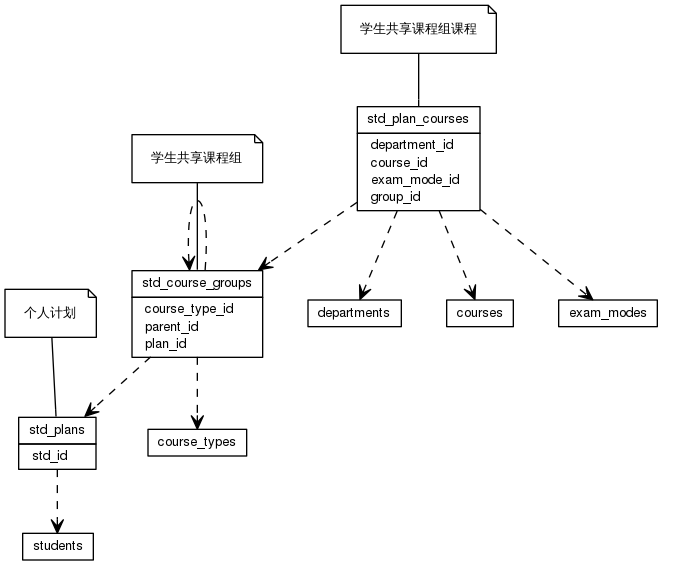 学生共享课程组课程
std_plan_courses
department_id
course_id
exam_mode_id
group_id
学生共享课程组
std_course_groups
course_type_id
parent_id
plan_id
departments
courses
exam_modes
个人计划
std_plans
std_id
course_types
students